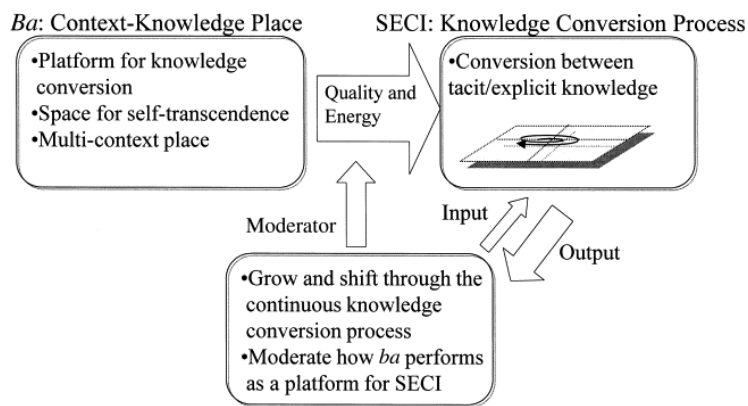 Ba: Context-Knowledge Place
•Platform for knowledge
conversion
•Space for self-transcendence
•Multi-context place
Quality and
Energy
SECI: Knowledge Conversion Process
•Conversion between
tacit/explicit knowledge
Moderator
Input
Output
•Grow and shift through the
continuous knowledge
conversion process
•Moderate how ba performs
as a platform for SECI